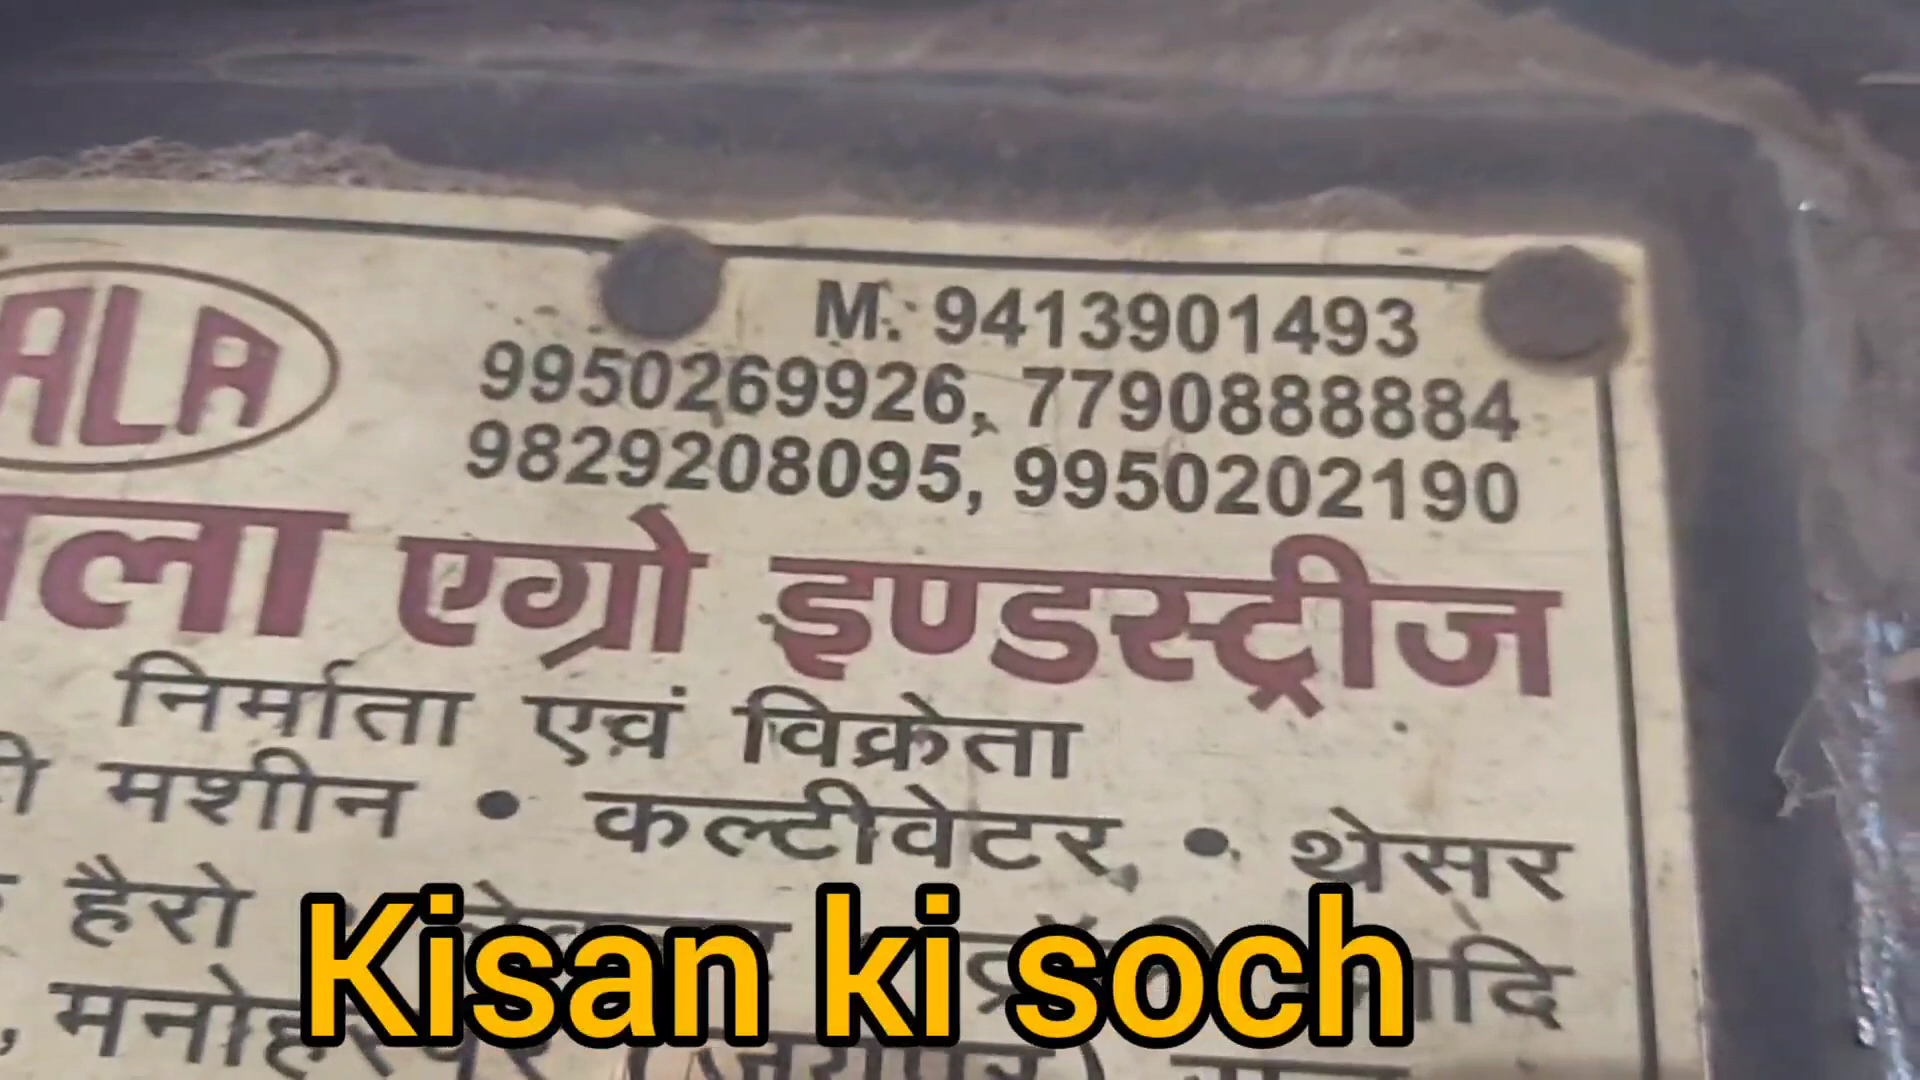 ALA
M. 9413901493
9950269926, 7790888884
9829208095, 9950202190
एग्रो इण्डस्ट्रीज
निर्माता एवं विक्रेता
मशीन • कल्टीवेटर, • थ्रेसर
हैरो
Kisan ki soch